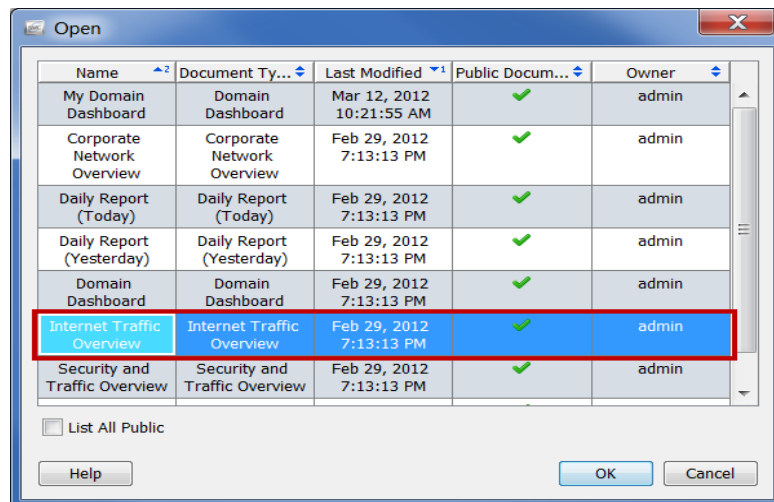 Open
Name 2 Document Ty... Last Modified 1 Public Docum... Owner
My Domain Domain Mar 12, 2012 admin
Dashboard Dashboard 10:21:55 AM
Corporate Corporate Feb 29, 2012 admin
Network Network 7:13:13 PM
Overview Overview
Daily Report Daily Report Feb 29, 2012 admin
(Today) (Today) 7:13:13 PM
Daily Report Daily Report Feb 29, 2012 admin
(Yesterday) (Yesterday) 7:13:13 PM
Domain Domain Feb 29, 2012 admin
Dashboard Dashboard 7:13:13 PM
Internet Traffic Internet Traffic Feb 29, 2012 admin
Overview Overview 7:13:13 PM
Security and Security and Feb 29, 2012 admin
Traffic Overview Traffic Overview 7:13:13 PM
List All Public
Help OK Cancel